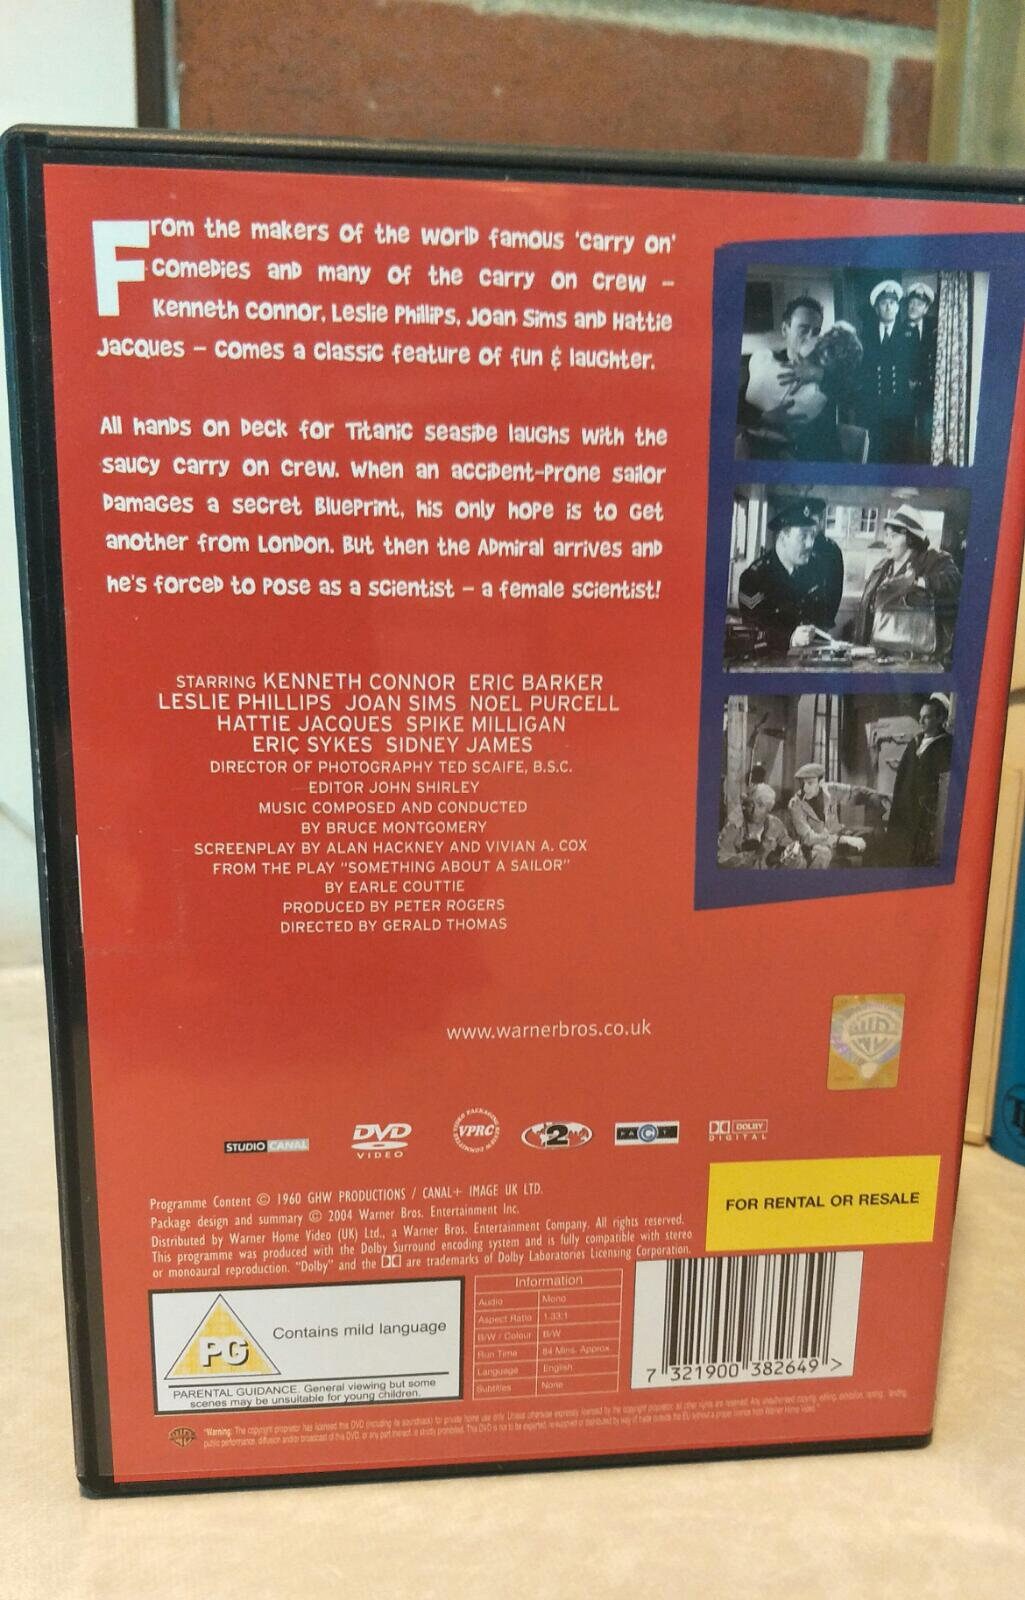 From the makers of the world famous 'Carry On'
comedies and many of the Carry On crew –
Kenneth Connor, Leslie Phillips, Joan Sims and Hattie
Jacques – comes a classic feature of fun & laughter.
All hands on deck for Titanic seaside laughs with the
saucy Carry On crew. When an accident-prone sailor
damages a secret blueprint, his only hope is to get
another from London. But then the Admiral arrives and
he's forced to pose as a scientist – a female scientist!
STARRING KENNETH CONNOR ERIC BARKER
LESLIE PHILLIPS JOAN SIMS NOEL PURCELL
HATTIE JACQUES SPIKE MILLIGAN
ERIC SYKES SIDNEY JAMES
DIRECTOR OF PHOTOGRAPHY TED SCAIFE, B.S.C.
EDITOR JOHN SHIRLEY
MUSIC COMPOSED AND CONDUCTED
BY BRUCE MONTGOMERY
SCREENPLAY BY ALAN HACKNEY AND VIVIAN A. COX
FROM THE PLAY "SOMETHING ABOUT A SAILOR"
BY EARLE COUTTIE
PRODUCED BY PETER ROGERS
DIRECTED BY GERALD THOMAS
www.warnerbros.co.uk
STUDIO CANAL
DVD VIDEO
VPRC
2
DOLBY DIGITAL
Programme Content © 1960 GHW PRODUCTIONS / CANAL+ IMAGE UK LTD.
Package design and summary © 2004 Warner Bros. Entertainment Inc.
Distributed by Warner Home Video (UK) Ltd., a Warner Bros. Entertainment Company. All rights reserved.
This programme was produced with the Dolby Surround encoding system and is fully compatible with stereo
or monoaural reproduction. "Dolby" and the are trademarks of Dolby Laboratories Licensing Corporation.
FOR RENTAL OR RESALE
PG
Contains mild language
PARENTAL GUIDANCE. General viewing but some
scenes may be unsuitable for young children.
Information
Audio Mono
Aspect Ratio 1.33:1
B/W / Colour B/W
Run Time 84 Mins. Approx.
Language English
Subtitles None
7 321900 382649 >